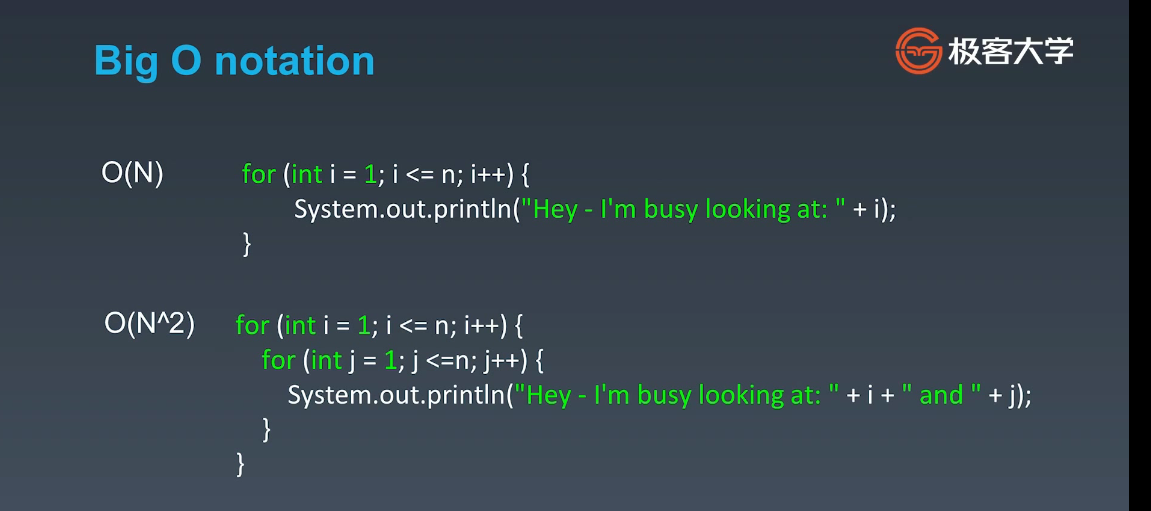 Big O notation
极客大学
O(N)
for (int i = 1; i <= n; i++) {
System.out.println("Hey - I'm busy looking at: " + i);
}
O(N^2)
for (int i = 1; i <= n; i++) {
for (int j = 1; j <=n; j++) {
System.out.println("Hey - I'm busy looking at: " + i + " and " + j);
}
}